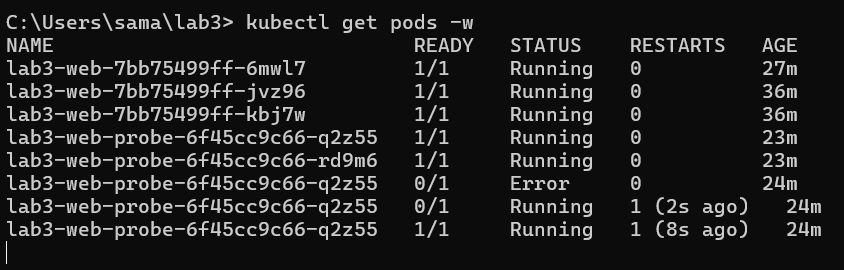 C:\Users\sama\lab3> kubectl get pods -w
NAME READY STATUS RESTARTS AGE
lab3-web-7bb75499ff-6mwl7 1/1 Running 0 27m
lab3-web-7bb75499ff-jvz96 1/1 Running 0 36m
lab3-web-7bb75499ff-kbj7w 1/1 Running 0 36m
lab3-web-probe-6f45cc9c66-q2z55 1/1 Running 0 23m
lab3-web-probe-6f45cc9c66-rd9m6 1/1 Running 0 23m
lab3-web-probe-6f45cc9c66-q2z55 0/1 Error 0 24m
lab3-web-probe-6f45cc9c66-q2z55 0/1 Running 1 (2s ago) 24m
lab3-web-probe-6f45cc9c66-q2z55 1/1 Running 1 (8s ago) 24m